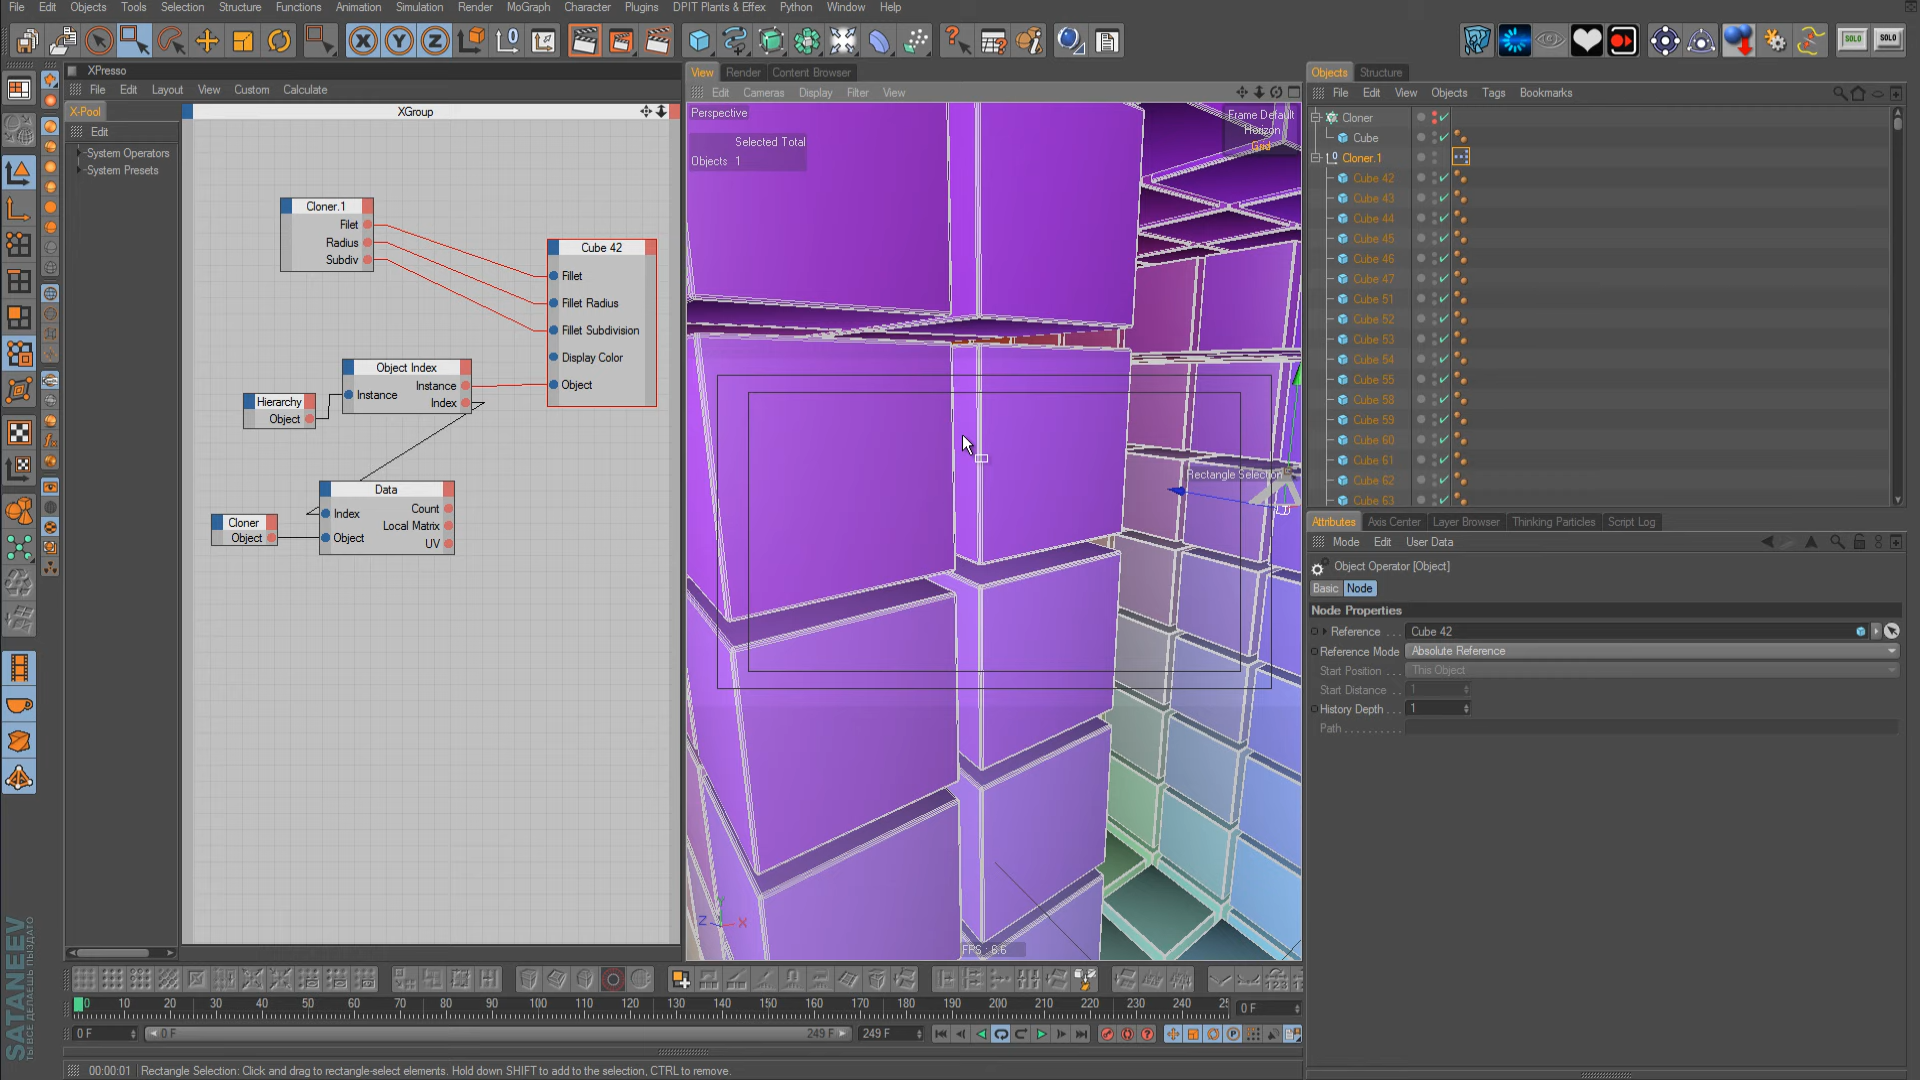 File Edit Objects Tools Selection Structure Functions Animation Simulation Render MoGraph Character Plugins DPIT Plants & Effex Python Window Help
SOLO SOLO
XPresso
File Edit Layout View Custom Calculate
X-Pool
Edit
System Operators
System Presets
XGroup
Cloner.1
Filet
Radius
Subdiv
Cube 42
Fillet
Fillet Radius
Fillet Subdivision
Display Color
Object
Object Index
Instance
Instance
Index
Hierarchy
Object
Data
Count
Index
Local Matrix
Object
UV
Cloner
Object
View Render Content Browser
Edit Cameras Display Filter View
Perspective
Frame Default
Horizon
Grid
Selected Total
Objects 1
Rectangle Selection
Y
Z X
FPS : 6.6
Objects Structure
File Edit View Objects Tags Bookmarks
Cloner
Cube
Cloner.1
Cube 42
Cube 43
Cube 44
Cube 45
Cube 46
Cube 47
Cube 51
Cube 52
Cube 53
Cube 54
Cube 55
Cube 58
Cube 59
Cube 60
Cube 61
Cube 62
Cube 63
Attributes Axis Center Layer Browser Thinking Particles Script Log
Mode Edit User Data
Object Operator [Object]
Basic Node
Node Properties
Reference . . . Cube 42
Reference Mode Absolute Reference
Start Position . . . This Object
Start Distance . . 1
History Depth . . 1
Path . . . . . . . . . .
0 10 20 30 40 50 60 70 80 90 100 110 120 130 140 150 160 170 180 190 200 210 220 230 240 25
0 F
0 F 0 F 249 F 249 F
00:00:01 Rectangle Selection: Click and drag to rectangle-select elements. Hold down SHIFT to add to the selection, CTRL to remove.
SATANEEV